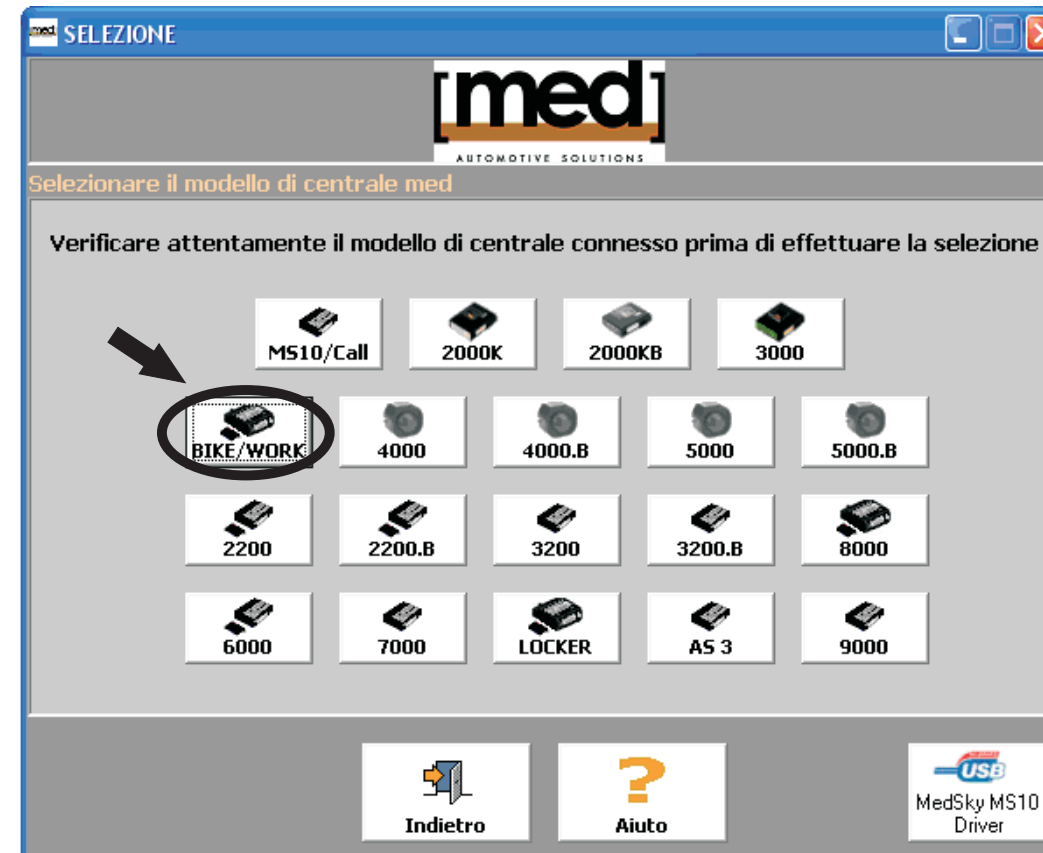 med
SELEZIONE
[med]
AUTOMOTIVE SOLUTIONS
Selezionare il modello di centrale med
Verificare attentamente il modello di centrale connesso prima di effettuare la selezione
MS10/Call 2000K 2000KB 3000
BIKE/WORK 4000 4000.B 5000 5000.B
2200 2200.B 3200 3200.B 8000
6000 7000 LOCKER AS 3 9000
Indietro Aiuto
USB
MedSky MS10
Driver